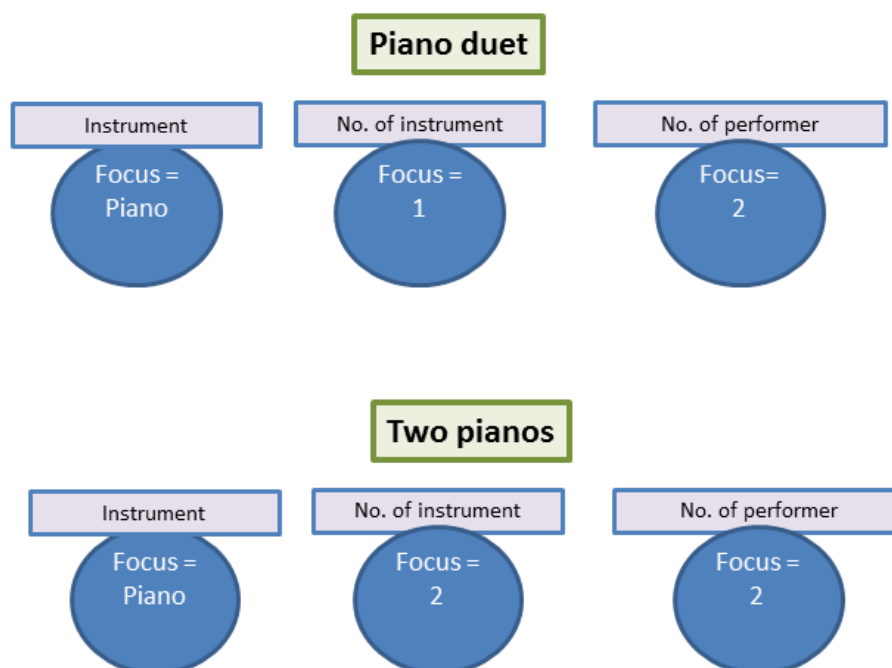 Piano duet
Instrument
No. of instrument
No. of performer
Focus =
Piano
Focus =
1
Focus=
2
Two pianos
Instrument
No. of instrument
No. of performer
Focus =
Piano
Focus =
2
Focus =
2